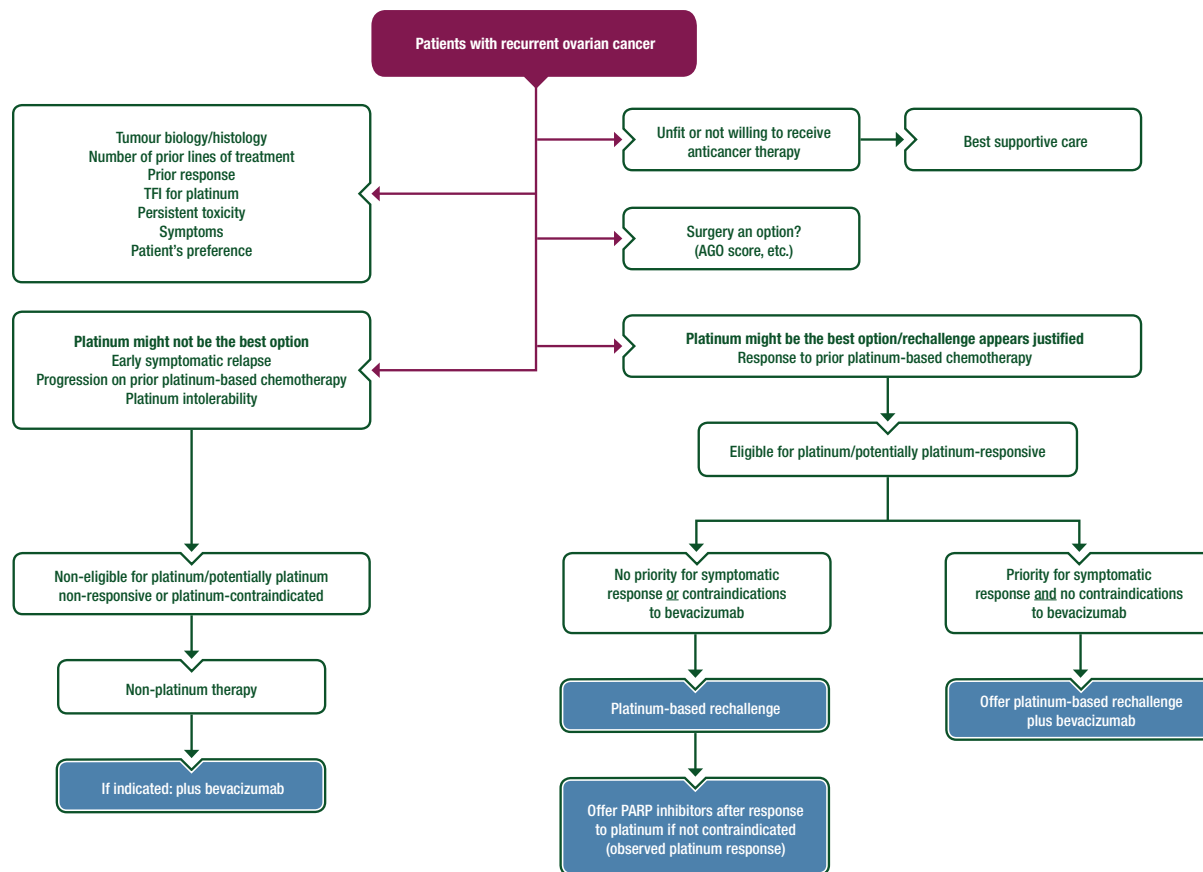 Patients with recurrent ovarian cancer
Tumour biology/histology
Number of prior lines of treatment
Prior response
TFI for platinum
Persistent toxicity
Symptoms
Patient's preference
Unfit or not willing to receive
anticancer therapy
Best supportive care
Surgery an option?
(AGO score, etc.)
Platinum might not be the best option
Early symptomatic relapse
Progression on prior platinum-based chemotherapy
Platinum intolerability
Platinum might be the best option/rechallenge appears justified
Response to prior platinum-based chemotherapy
Eligible for platinum/potentially platinum-responsive
Non-eligible for platinum/potentially platinum
non-responsive or platinum-contraindicated
No priority for symptomatic
response or contraindications
to bevacizumab
Priority for symptomatic
response and no contraindications
to bevacizumab
Non-platinum therapy
Platinum-based rechallenge
Offer platinum-based rechallenge
plus bevacizumab
If indicated: plus bevacizumab
Offer PARP inhibitors after response
to platinum if not contraindicated
(observed platinum response)